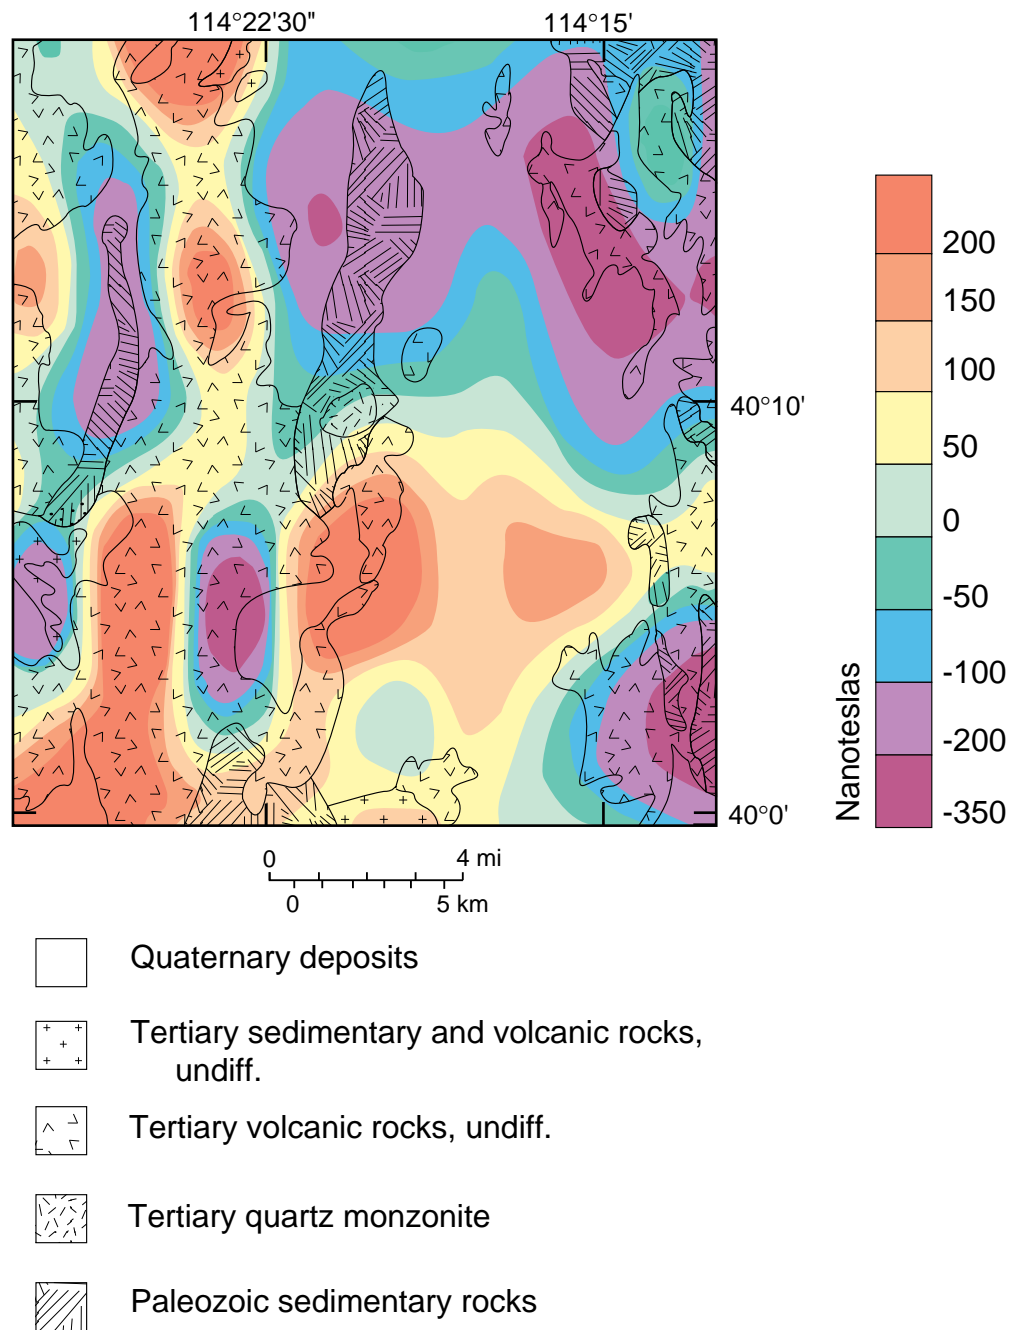 114°22'30"
114°15'
200
150
100
50
0
-50
-100
-200
-350
Nanoteslas
40°10'
40°0'
0 4 mi
0 5 km
Quaternary deposits
Tertiary sedimentary and volcanic rocks,
undiff.
Tertiary volcanic rocks, undiff.
Tertiary quartz monzonite
Paleozoic sedimentary rocks